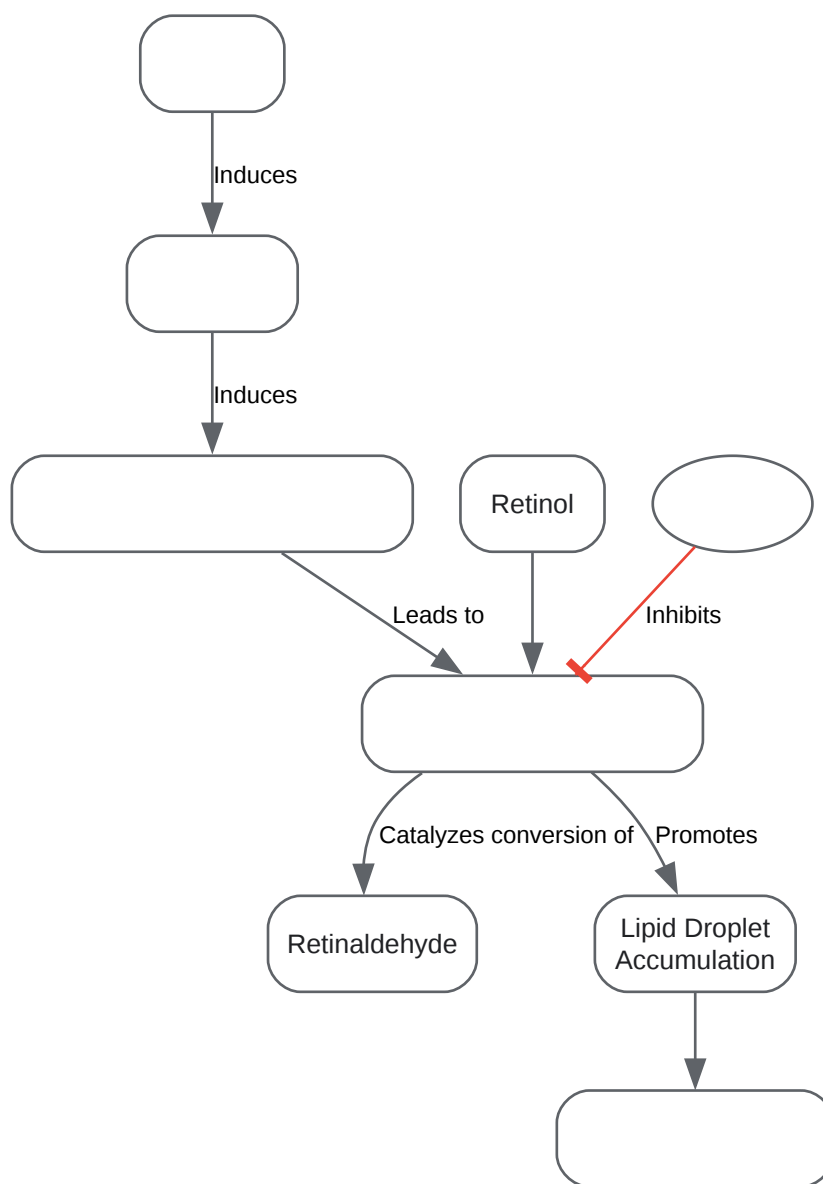 Induces
Induces
Retinol
Leads to
Inhibits
Catalyzes conversion of
Promotes
Retinaldehyde
Lipid Droplet
Accumulation